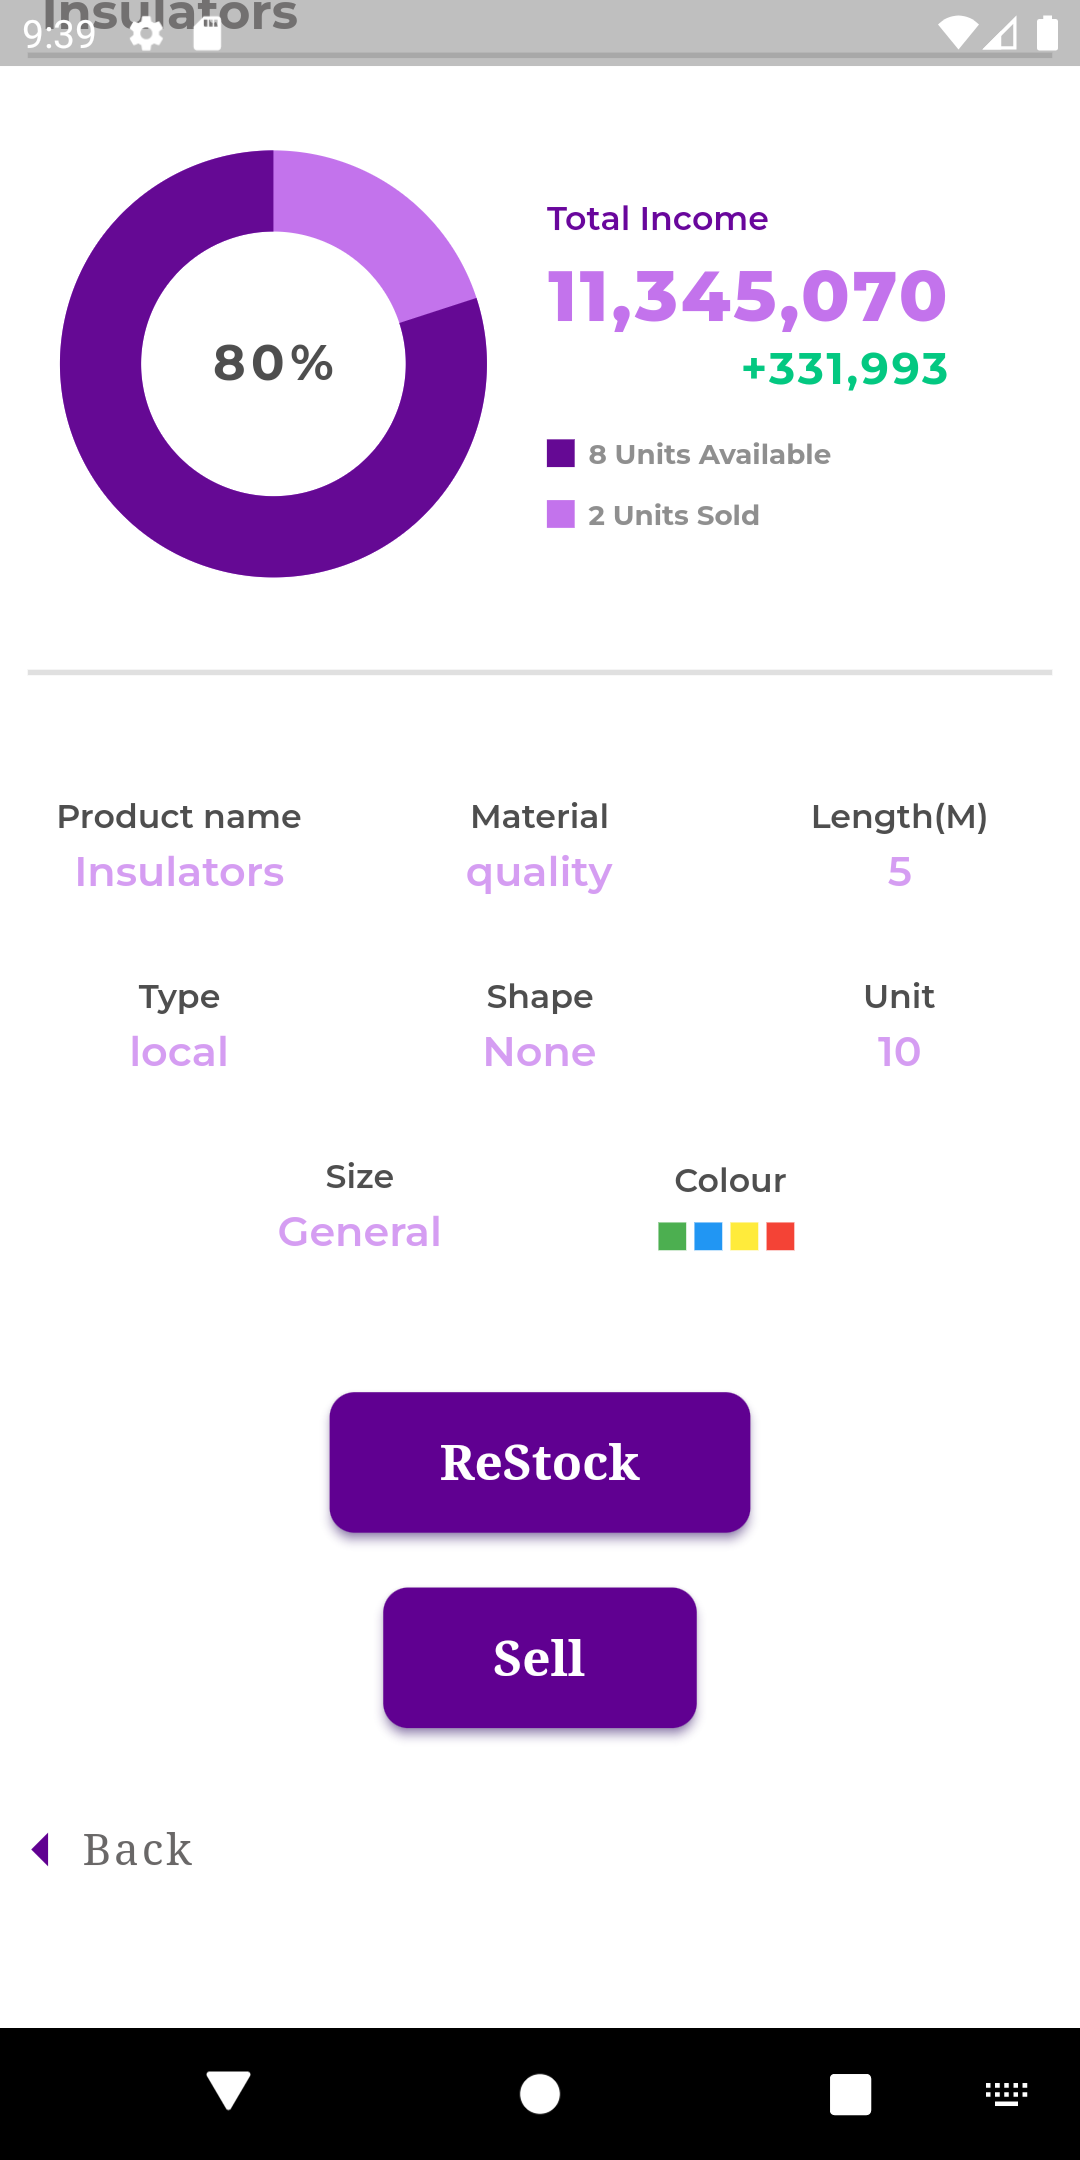 Insulators
9:39
Total Income
11,345,070
+331,993
80%
8 Units Available
2 Units Sold
Product name Material Length(M)
Insulators quality 5
Type Shape Unit
local None 10
Size Colour
General
ReStock
Sell
Back